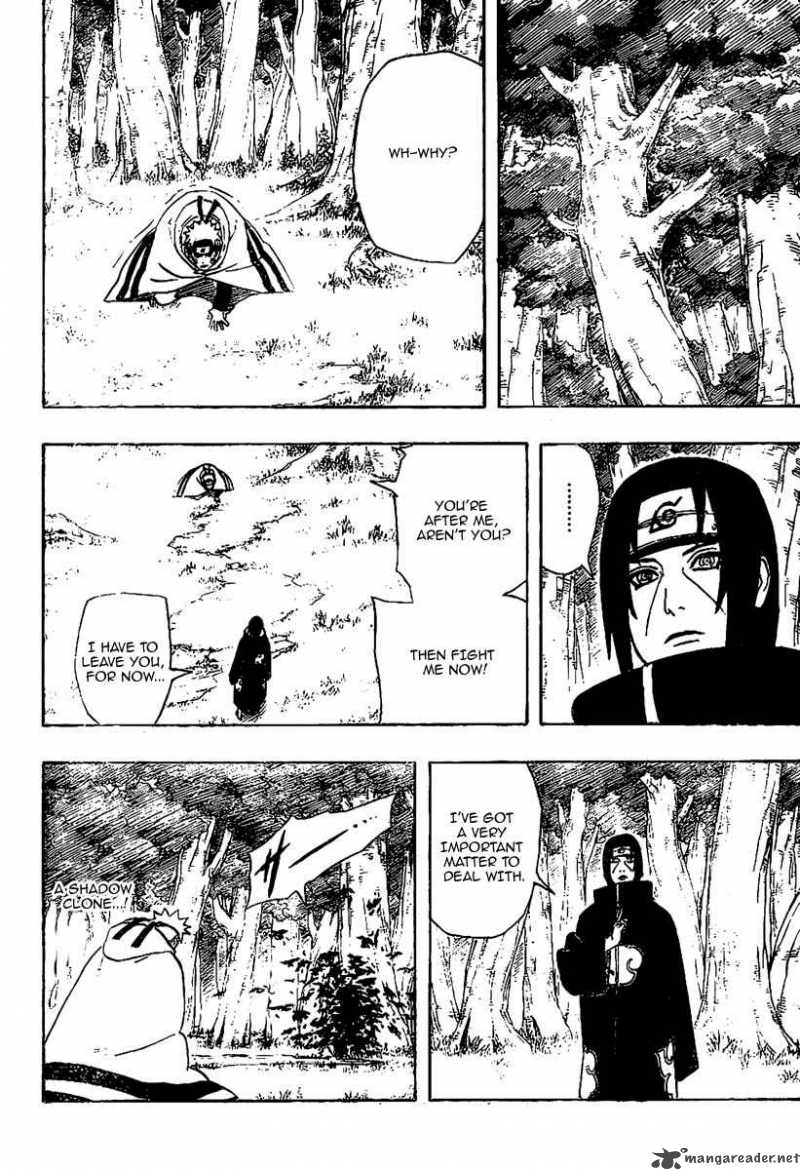 WH-WHY?
..........
YOU'RE
AFTER ME,
AREN'T YOU?
THEN FIGHT
ME NOW!
I HAVE TO
LEAVE YOU,
FOR NOW...
I'VE GOT
A VERY
IMPORTANT
MATTER TO
DEAL WITH.
ザ
A SHADOW
CLONE...!
mangareader.net